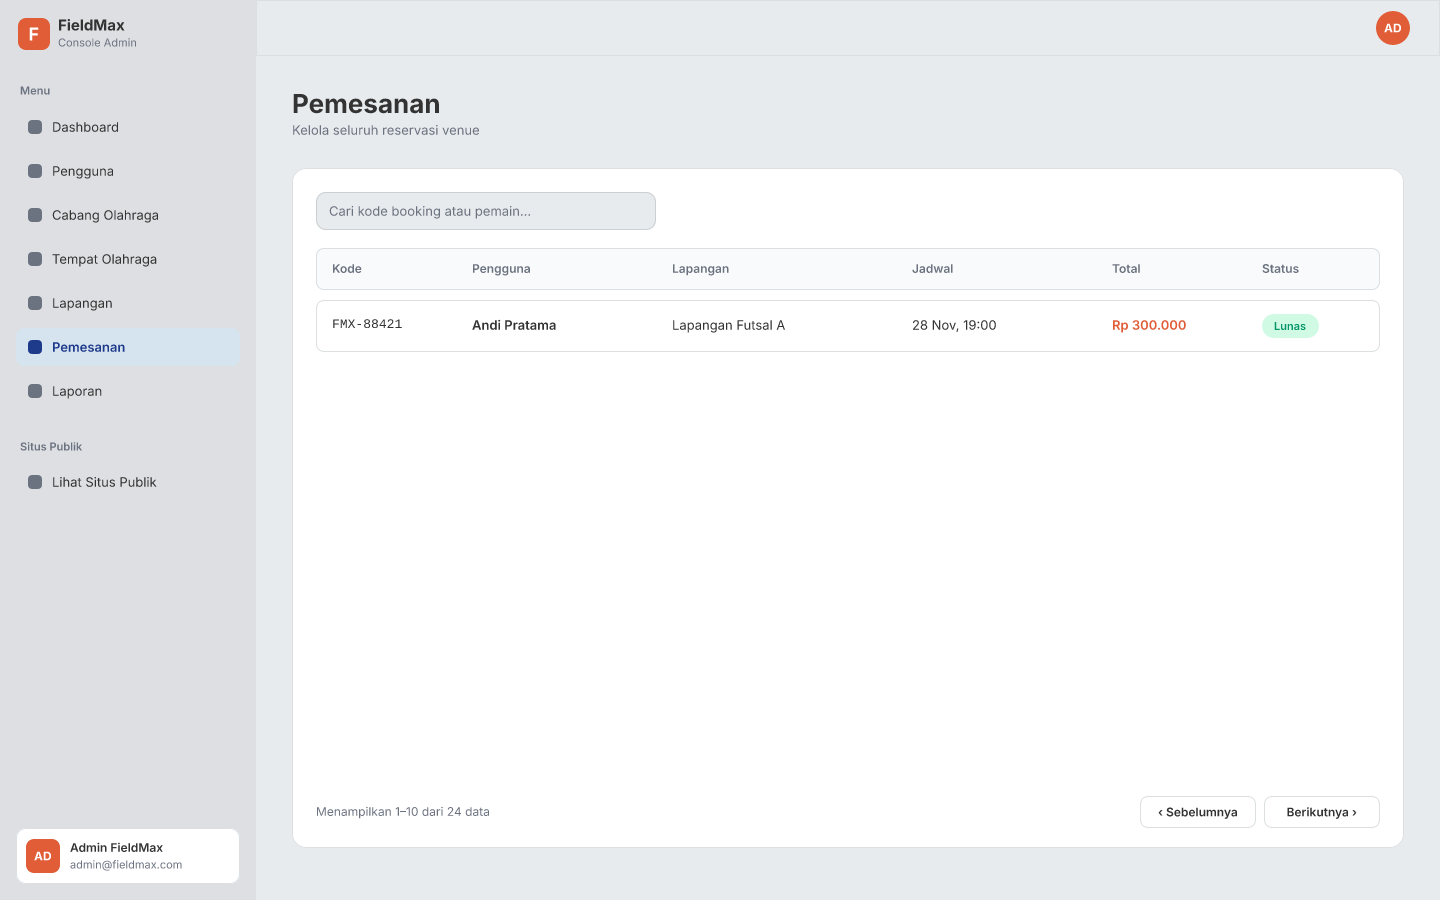 F
FieldMax
Console Admin
AD
Menu
Dashboard
Pengguna
Cabang Olahraga
Tempat Olahraga
Lapangan
Pemesanan
Laporan
Situs Publik
Lihat Situs Publik
AD
Admin FieldMax
admin@fieldmax.com
Pemesanan
Kelola seluruh reservasi venue
Cari kode booking atau pemain...
Kode Pengguna Lapangan Jadwal Total Status
FMX-88421 Andi Pratama Lapangan Futsal A 28 Nov, 19:00 Rp 300.000 Lunas
Menampilkan 1–10 dari 24 data
‹ Sebelumnya Berikutnya ›